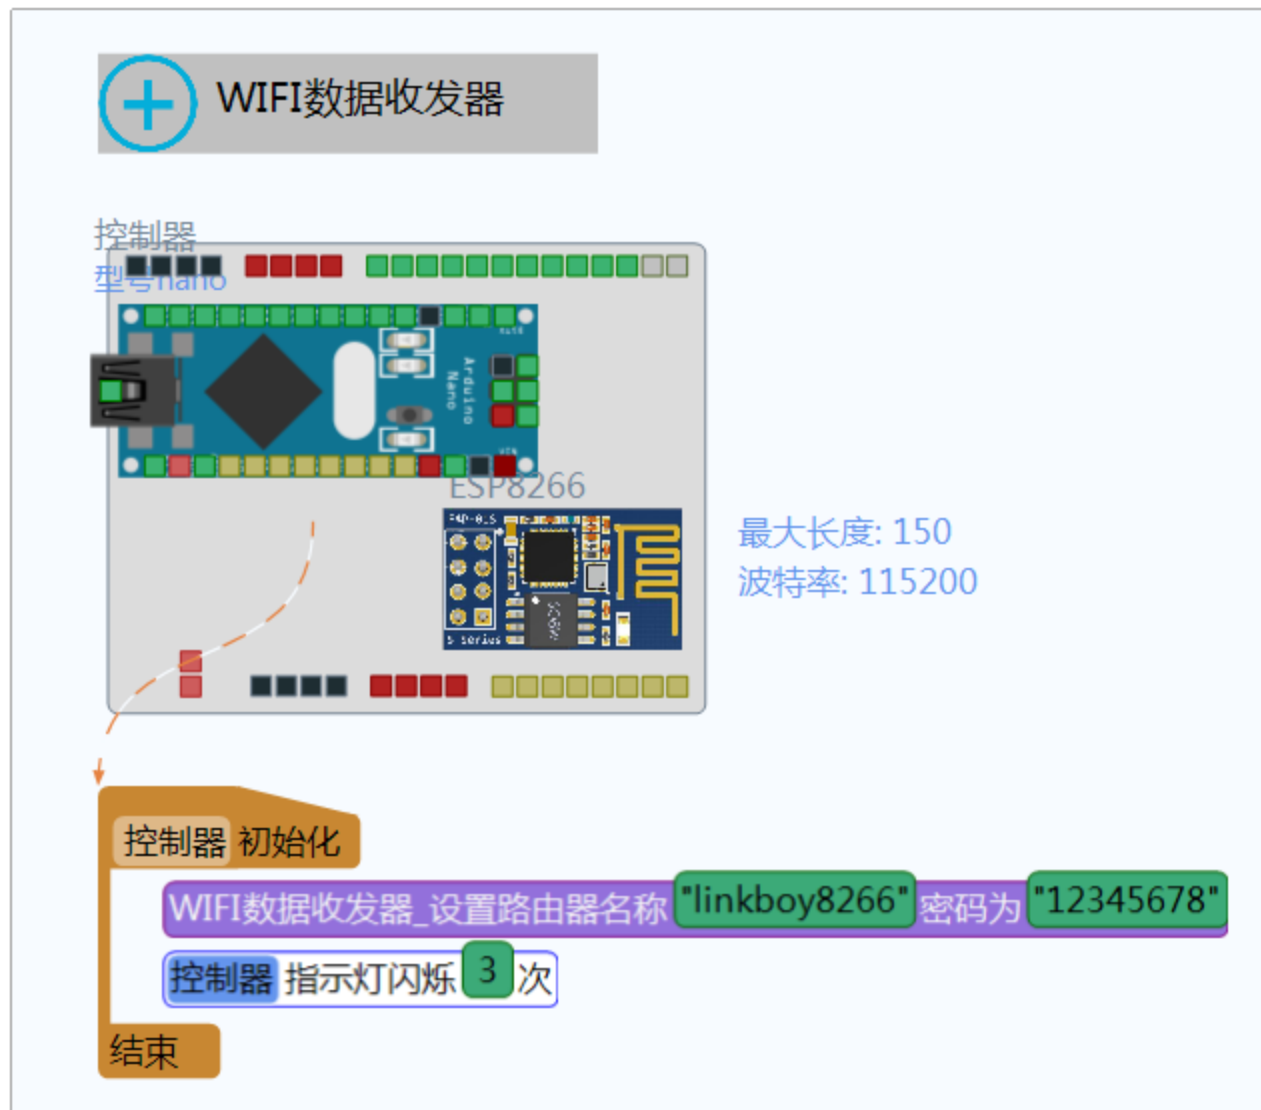 WIFI数据收发器
控制器
型号nano
Arduino
Nano
VIN
ESP8266
最大长度: 150
波特率: 115200
控制器 初始化
WIFI数据收发器_设置路由器名称 "linkboy8266" 密码为 "12345678"
控制器 指示灯闪烁 3 次
结束